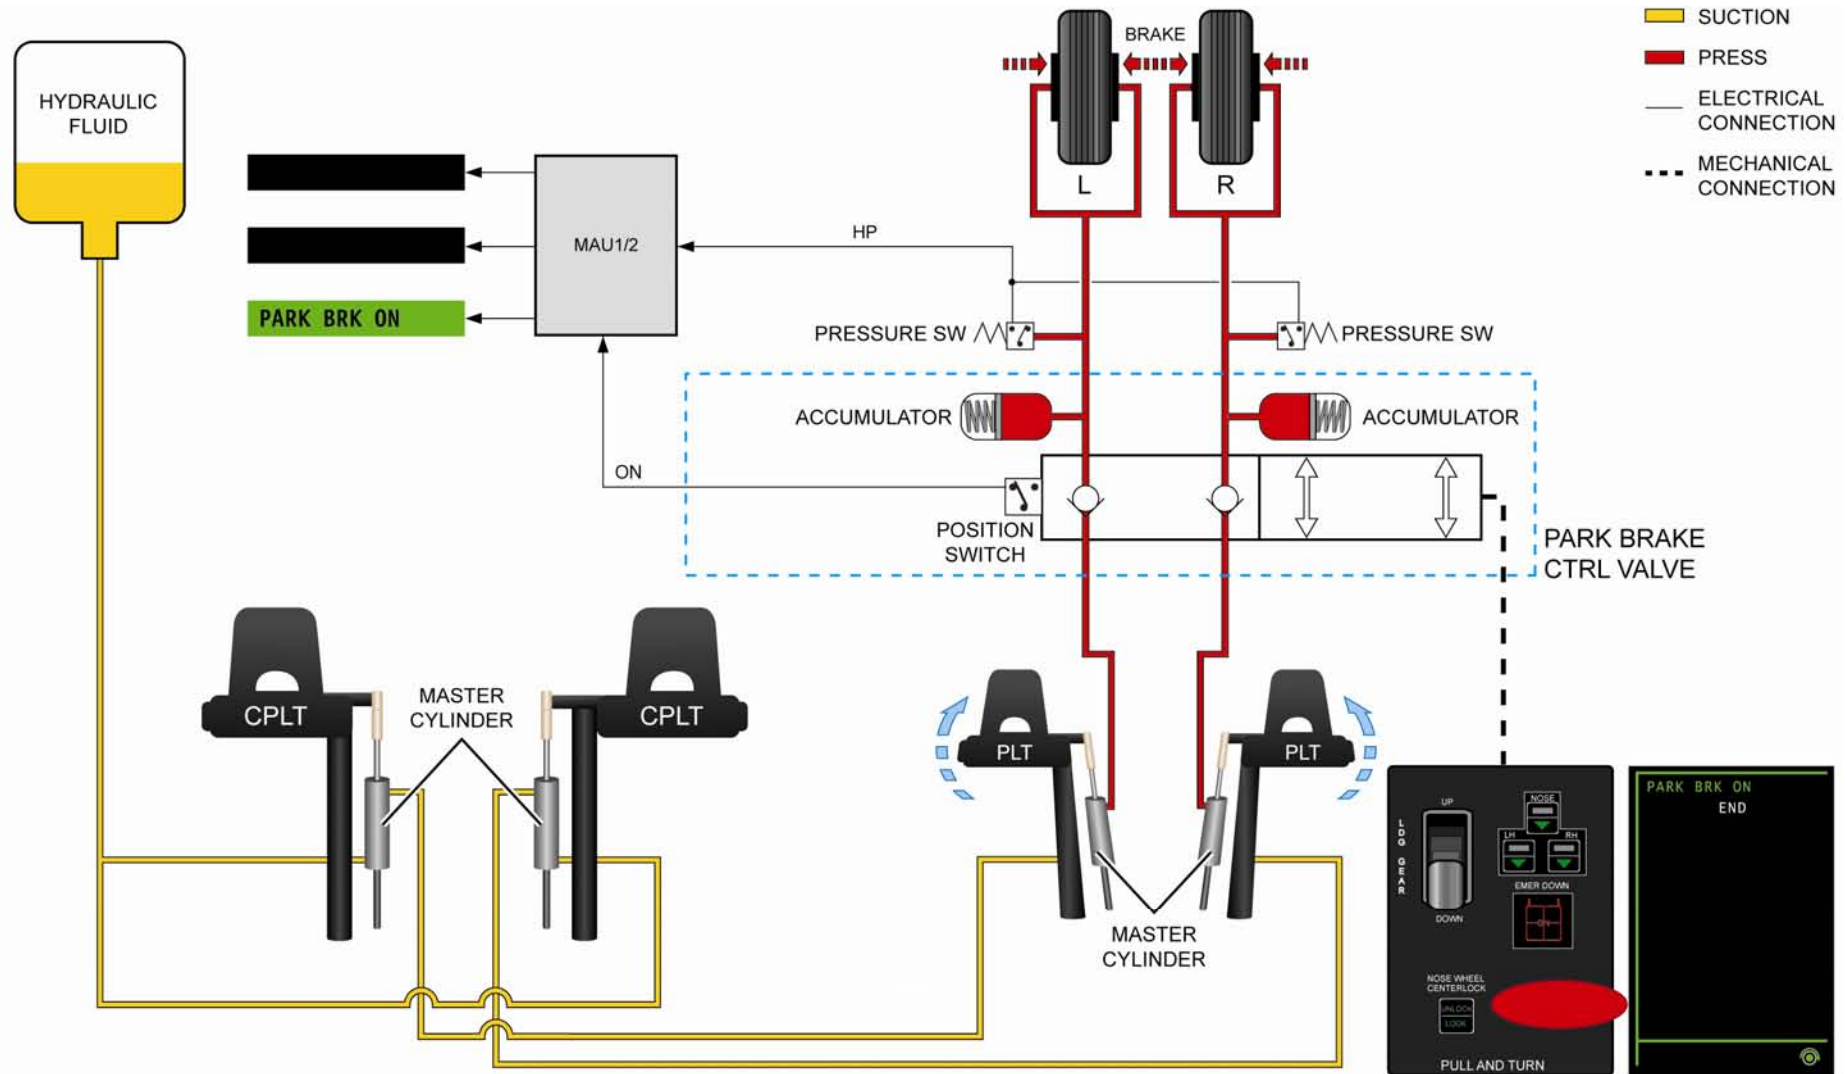 SUCTION
PRESS
ELECTRICAL
CONNECTION
MECHANICAL
CONNECTION
HYDRAULIC
FLUID
BRAKE
L
R
MAU1/2
HP
PARK BRK ON
PRESSURE SW
PRESSURE SW
ACCUMULATOR
ACCUMULATOR
ON
POSITION
SWITCH
PARK BRAKE
CTRL VALVE
CPLT
MASTER
CYLINDER
CPLT
PLT
PLT
MASTER
CYLINDER
UP
LDG GEAR
DOWN
NOSE
LH
RH
EMER DOWN
NOSE WHEEL
CENTERLOCK
UNLOCK
LOCK
PULL AND TURN
PARK BRK ON
END